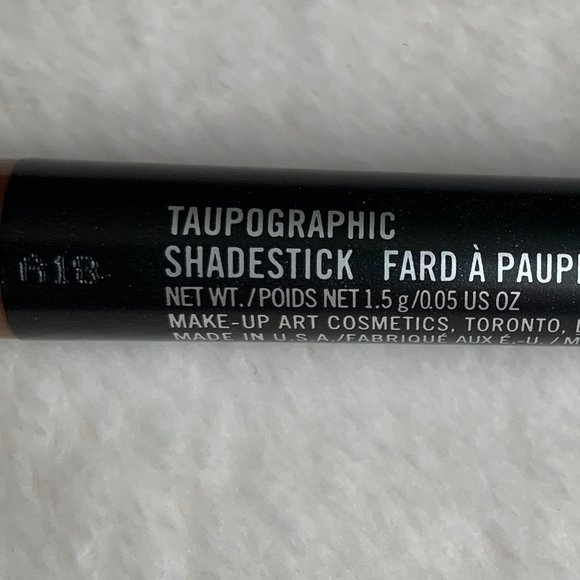 TAUPOGRAPHIC
A18
SHADESTICK FARD À PAUPI
NET WT./POIDS NET 1.5 g/0.05 US OZ
MAKE-UP ART COSMETICS, TORONTO,
MADE IN U.S.A./FABRIQUÉ AUX É.-U. / M